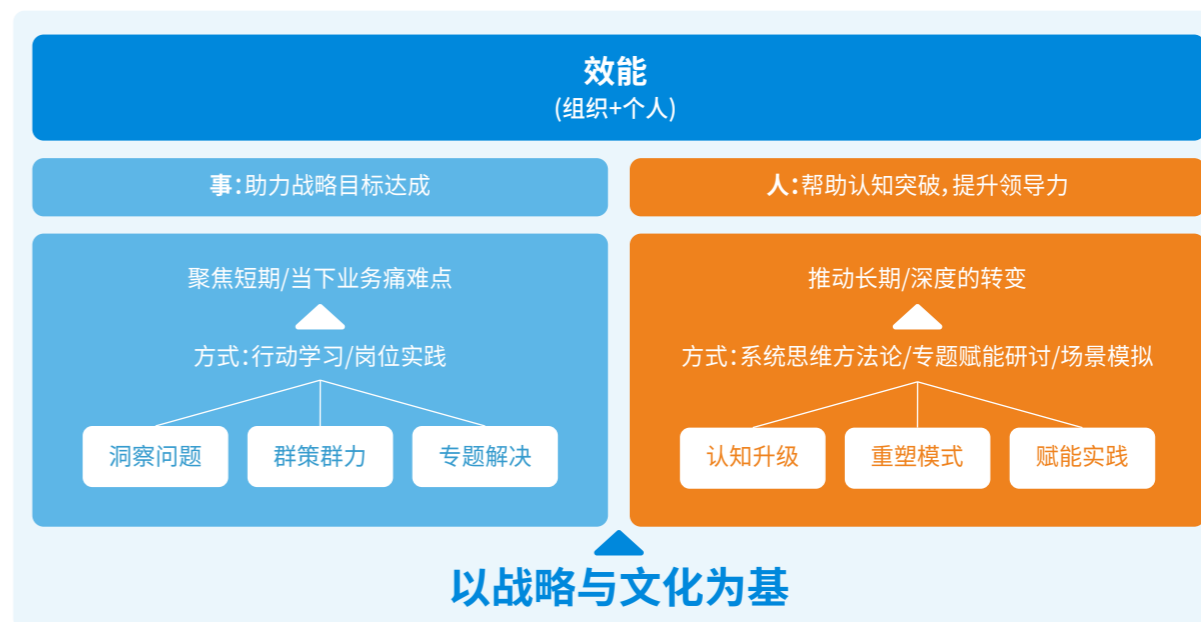 效能
(组织+个人)
事:助力战略目标达成
人:帮助认知突破,提升领导力
聚焦短期/当下业务痛难点
方式:行动学习/岗位实践
洞察问题
群策群力
专题解决
推动长期/深度的转变
方式:系统思维方法论/专题赋能研讨/场景模拟
认知升级
重塑模式
赋能实践
以战略与文化为基